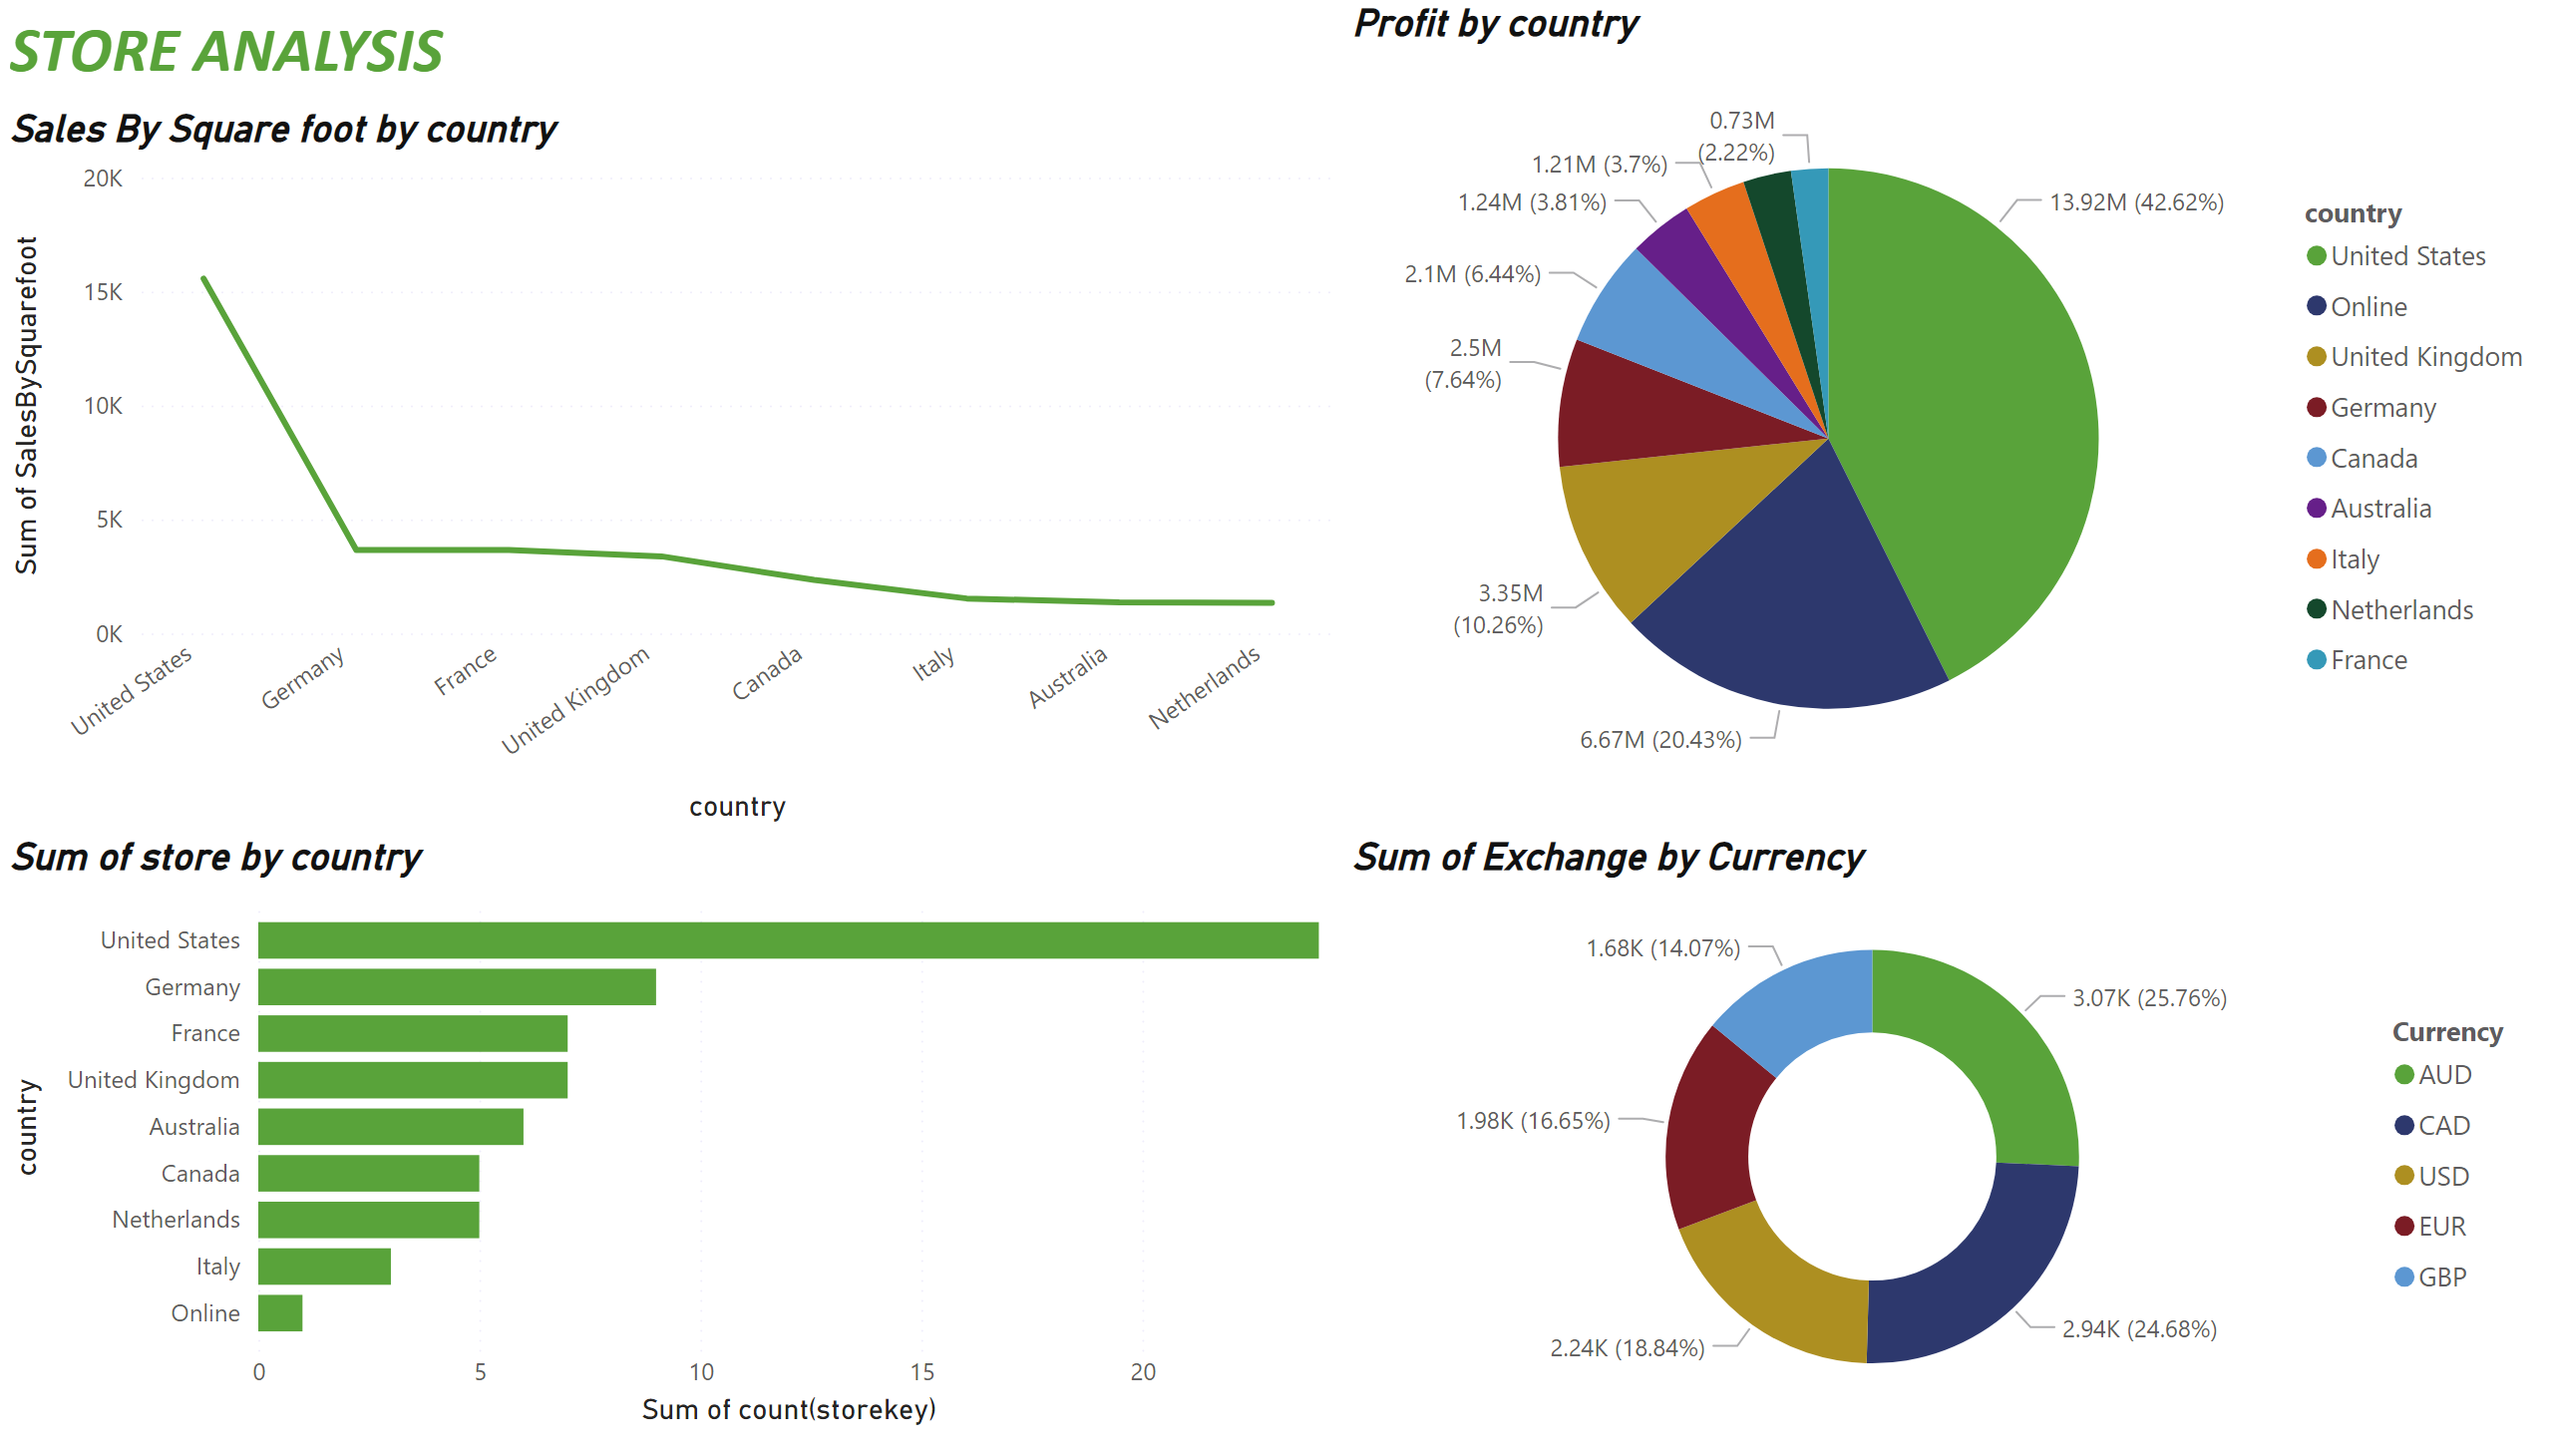 STORE ANALYSIS
Sales By Square foot by country
Sum of SalesBySquarefoot
20K
15K
10K
5K
0K
United States
Germany
France
United Kingdom
Canada
Italy
Australia
Netherlands
country
Profit by country
0.73M
(2.22%)
1.21M (3.7%)
1.24M (3.81%)
2.1M (6.44%)
2.5M
(7.64%)
3.35M
(10.26%)
6.67M (20.43%)
13.92M (42.62%)
country
United States
Online
United Kingdom
Germany
Canada
Australia
Italy
Netherlands
France
Sum of store by country
country
United States
Germany
France
United Kingdom
Australia
Canada
Netherlands
Italy
Online
0
5
10
15
20
Sum of count(storekey)
Sum of Exchange by Currency
1.68K (14.07%)
3.07K (25.76%)
1.98K (16.65%)
2.24K (18.84%)
2.94K (24.68%)
Currency
AUD
CAD
USD
EUR
GBP